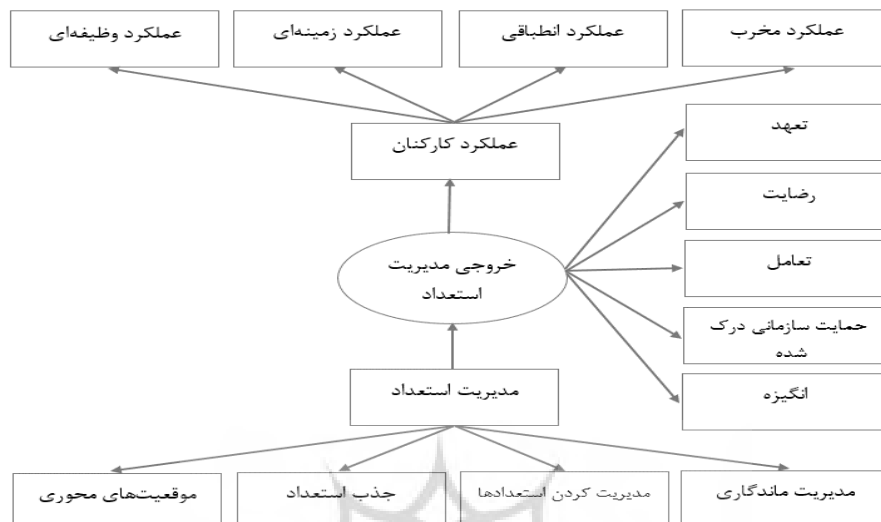 عملکرد مخرب
عملکرد انطباقی
عملکرد زمینه‌ای
عملکرد وظیفه‌ای
تعهد
عملکرد کارکنان
رضایت
خروجی مدیریت
استعداد
تعامل
حمایت سازمانی درک
شده
مدیریت استعداد
انگیزه
مدیریت ماندگاری
مدیریت کردن استعدادها
جذب استعداد
موقعیت‌های محوری